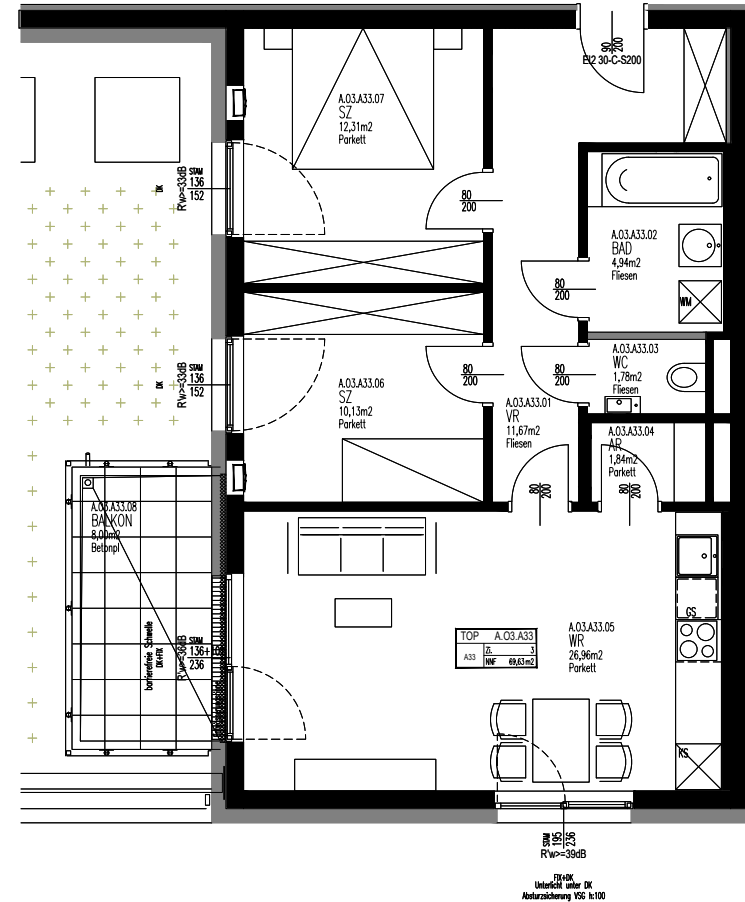 90
200
EI2 30-C-S200
A.03.A33.07
SZ
12,31m2
Parkett
DK
R'w>=33dB
STAM
136
152
80
200
A.03.A33.02
BAD
4,94m2
Fliesen
WM
80
200
A.03.A33.03
WC
1,78m2
Fliesen
DK
R'w>=33dB
STAM
136
152
A.03.A33.06
SZ
10,13m2
Parkett
80
200
80
200
A.03.A33.01
VR
11,67m2
Fliesen
A.03.A33.04
AR
1,84m2
Parkett
80
200
80
200
A.03.A33.08
BALKON
8,00m2
Betonpl
barrierefreie Schwelle
DK+FIX
R'w>=36dB
STAM
136+
236
TOP A.03.A33
A33
Zi. 3
NNF 69,63 m2
A.03.A33.05
WR
26,96m2
Parkett
GS
KS
STAM
195
236
R'w>=39dB
FIX+DK
Unterlicht unter DK
Absturzsicherung VSG h:100